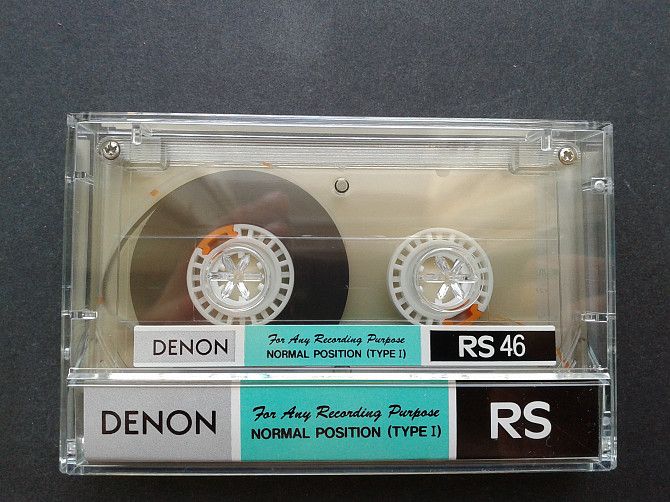 DENON
For Any Recording Purpose
NORMAL POSITION (TYPE I)
RS 46
DENON
For Any Recording Purpose
NORMAL POSITION (TYPE I)
RS